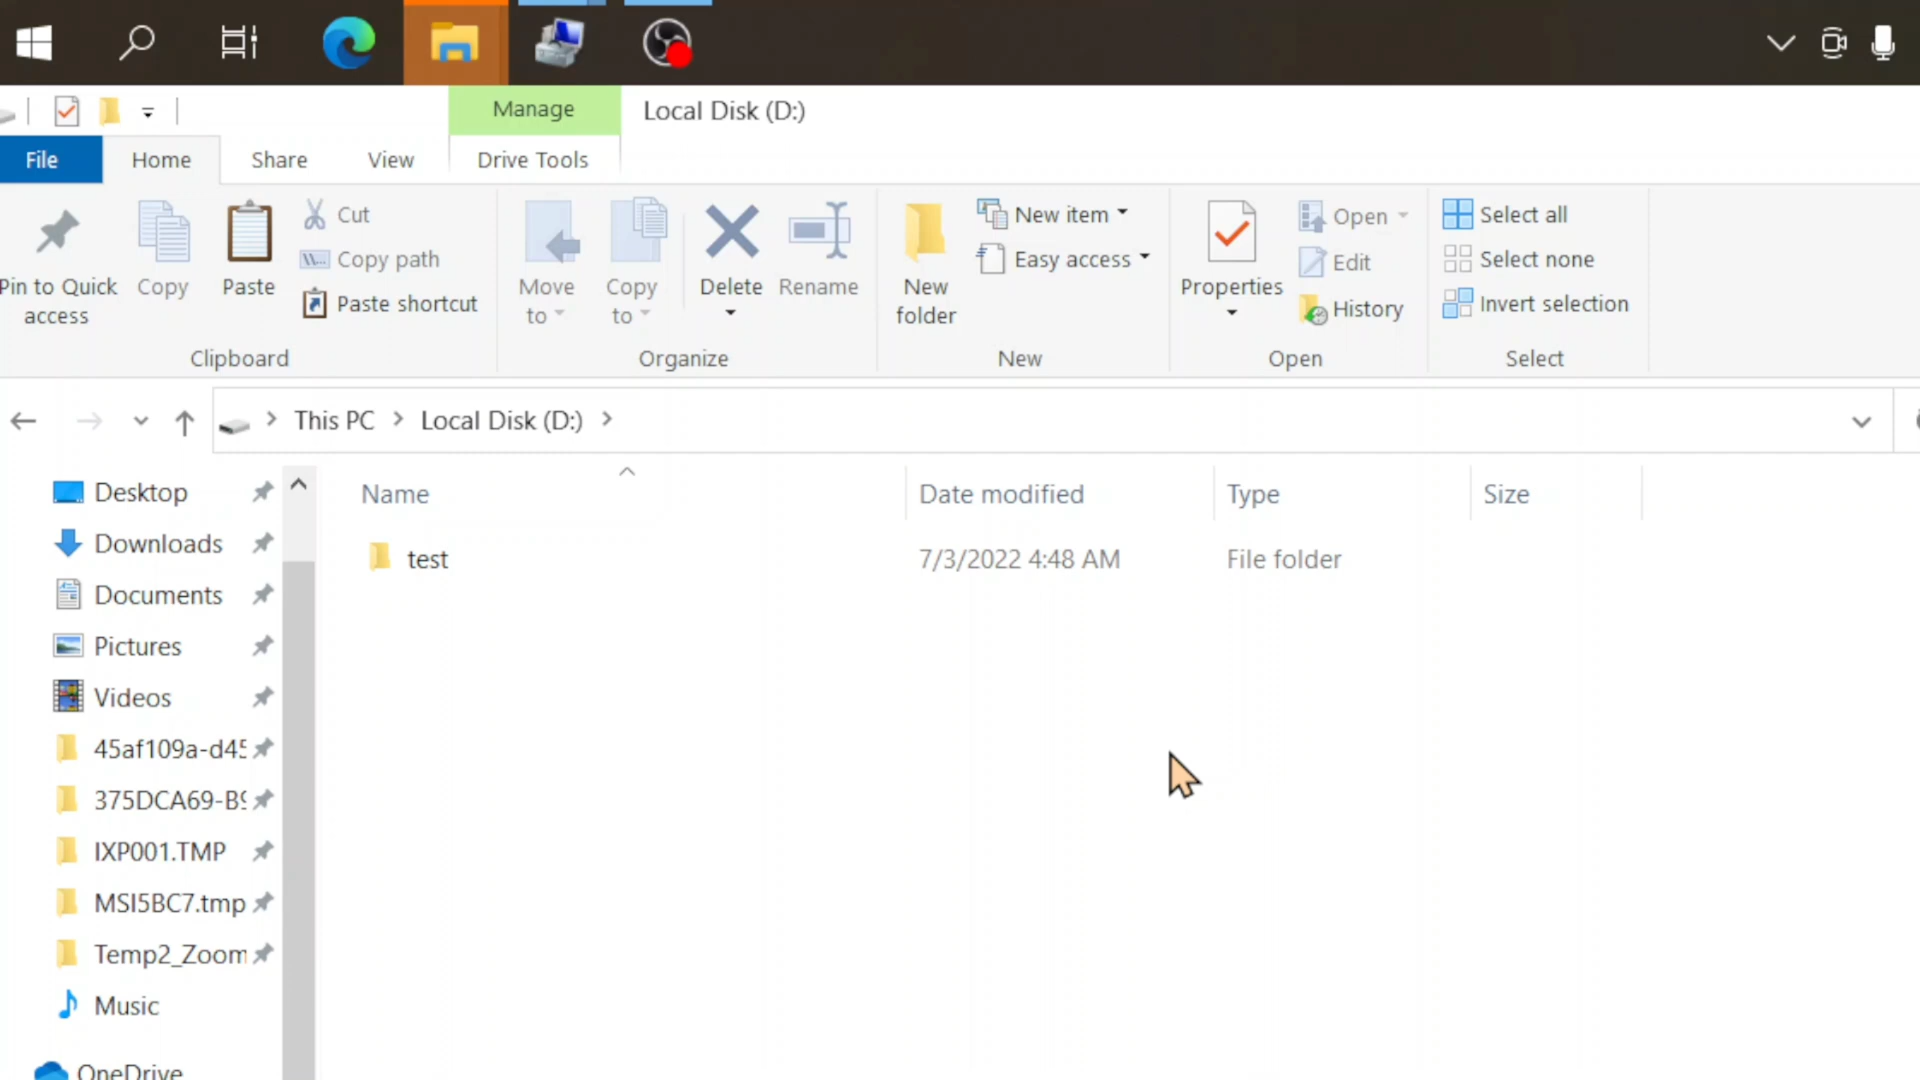 Manage
Local Disk (D:)
File
Home
Share
View
Drive Tools
Pin to Quick
access
Copy
Paste
Cut
Copy path
Paste shortcut
Clipboard
Move
to
Copy
to
Delete
Rename
Organize
New
folder
New item
Easy access
New
Properties
Open
Edit
History
Open
Select all
Select none
Invert selection
Select
This PC
Local Disk (D:)
Name
Date modified
Type
Size
test
7/3/2022 4:48 AM
File folder
Desktop
Downloads
Documents
Pictures
Videos
45af109a-d45
375DCA69-B9
IXP001.TMP
MSI5BC7.tmp
Temp2_Zoom
Music
OneDrive